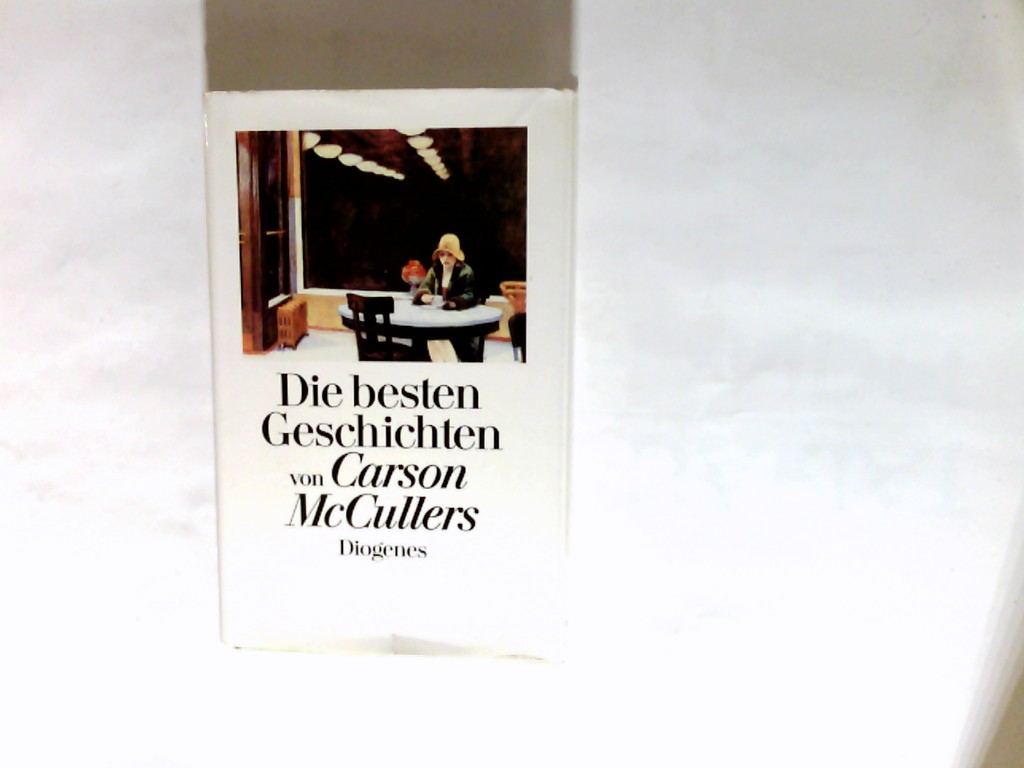 Die besten
Geschichten
von Carson
McCullers
Diogenes